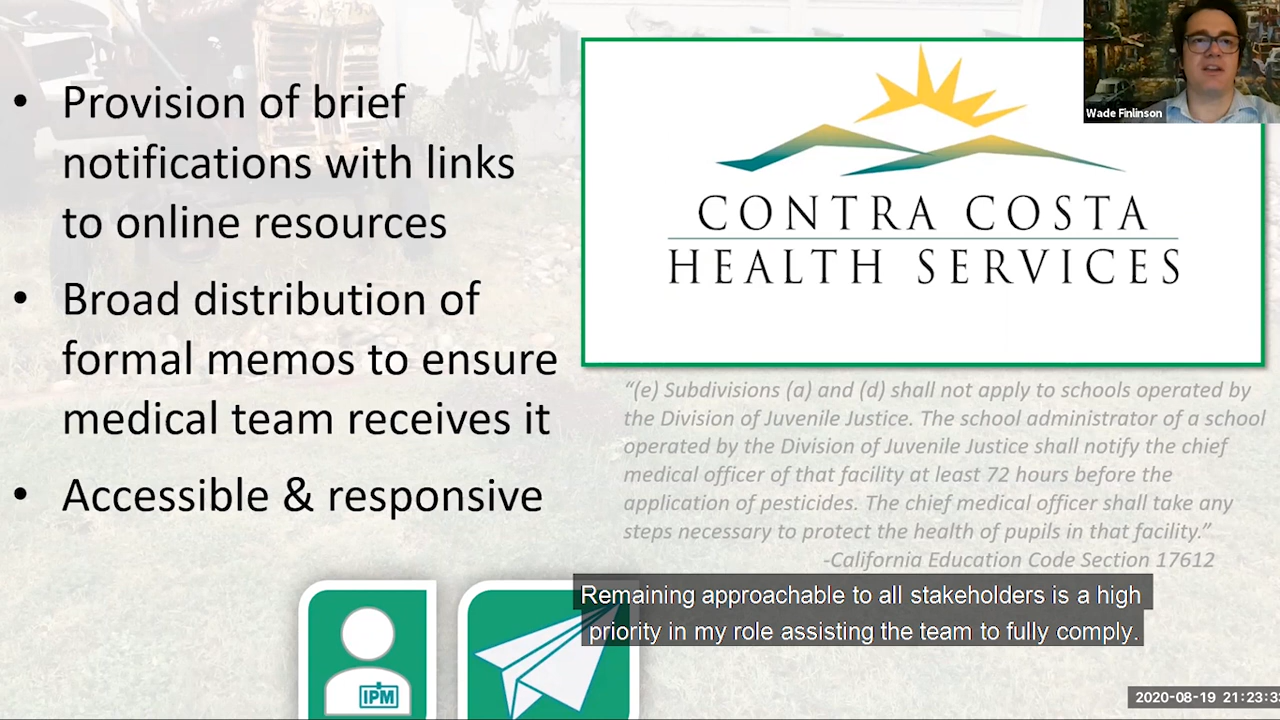 • Provision of brief
notifications with links
to online resources
• Broad distribution of
formal memos to ensure
medical team receives it
• Accessible & responsive
Wade Finlinson
CONTRA COSTA
HEALTH SERVICES
“(e) Subdivisions (a) and (d) shall not apply to schools operated by
the Division of Juvenile Justice. The school administrator of a school
operated by the Division of Juvenile Justice shall notify the chief
medical officer of that facility at least 72 hours before the
application of pesticides. The chief medical officer shall take any
steps necessary to protect the health of pupils in that facility.”
-California Education Code Section 17612
Remaining approachable to all stakeholders is a high
priority in my role assisting the team to fully comply.
IPM
2020-08-19 21:23:3